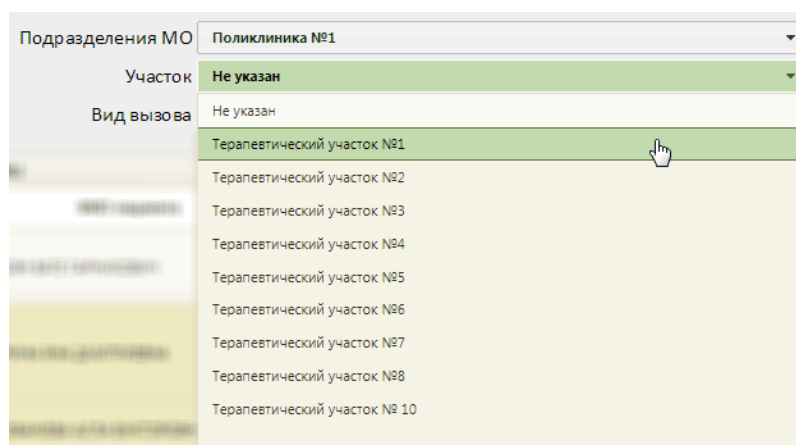 Подразделения МО Поликлиника №1
Участок Не указан
Вид вызова Не указан
Терапевтический участок №1
Терапевтический участок №2
Терапевтический участок №3
Терапевтический участок №4
Терапевтический участок №5
Терапевтический участок №6
Терапевтический участок №7
Терапевтический участок №8
Терапевтический участок № 10